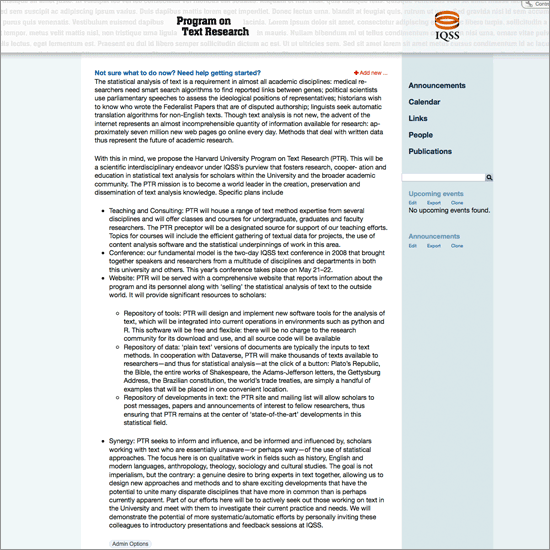 Program on
Text Research
IQSS
Not sure what to do now? Need help getting started?
Add new ...
The statistical analysis of text is a requirement in almost all academic disciplines: medical re-
searchers need smart search algorithms to find reported links between genes; political scientists
use parliamentary speeches to assess the ideological positions of representatives; historians wish
to know who wrote the Federalist Papers that are of disputed authorship; linguists seek automatic
translation algorithms for non-English texts. Though text analysis is not new, the advent of the
internet represents an almost incomprehensible quantity of information available for research: ap-
proximately seven million new web pages go online every day. Methods that deal with written data
thus represent the future of academic research.
With this in mind, we propose the Harvard University Program on Text Research (PTR). This will be
a scientific interdisciplinary endeavor under IQSS's purview that fosters research, cooper- ation and
education in statistical text analysis for scholars within the University and the broader academic
community. The PTR mission is to become a world leader in the creation, preservation and
dissemination of text analysis knowledge. Specific plans include
• Teaching and Consulting: PTR will house a range of text method expertise from several
disciplines and will offer classes and courses for undergraduate, graduates and faculty
researchers. The PTR preceptor will be a designated source for support of our teaching efforts.
Topics for courses will include the efficient gathering of textual data for projects, the use of
content analysis software and the statistical underpinnings of work in this area.
• Conference: our fundamental model is the two-day IQSS text conference in 2008 that brought
together speakers and researchers from a multitude of disciplines and departments in both
this university and others. This year's conference takes place on May 21–22.
• Website: PTR will be served with a comprehensive website that reports information about the
program and its personnel along with 'selling' the statistical analysis of text to the outside
world. It will provide significant resources to scholars:
○ Repository of tools: PTR will design and implement new software tools for the analysis of
text, which will be integrated into current operations in environments such as python and
R. This software will be free and flexible: there will be no charge to the research
community for its download and use, and all source code will be available
○ Repository of data: 'plain text' versions of documents are typically the inputs to text
methods. In cooperation with Dataverse, PTR will make thousands of texts available to
researchers—and thus for statistical analysis—at the click of a button: Plato's Republic,
the Bible, the entire works of Shakespeare, the Adams-Jefferson letters, the Gettysburg
Address, the Brazilian constitution, the world's trade treaties, are simply a handful of
examples that will be placed in one convenient location.
○ Repository of developments in text: the PTR site and mailing list will allow scholars to
post messages, papers and announcements of interest to fellow researchers, thus
ensuring that PTR remains at the center of 'state-of-the-art' developments in this
statistical field.
• Synergy: PTR seeks to inform and influence, and be informed and influenced by, scholars
working with text who are essentially unaware—or perhaps wary—of the use of statistical
approaches. The focus here is on qualitative work in fields such as history, English and
modern languages, anthropology, theology, sociology and cultural studies. The goal is not
imperialism, but the contrary: a genuine desire to bring experts in text together, allowing us to
design new approaches and methods and to share exciting developments that have the
potential to unite many disparate disciplines that have more in common than is perhaps
currently apparent. Part of our efforts here will be to actively seek out those working on text in
the University and meet with them to investigate their current practice and needs. We will
demonstrate the potential of more systematic/automatic efforts by personally inviting these
colleagues to introductory presentations and feedback sessions at IQSS.
Admin Options
Announcements
Calendar
Links
People
Publications
Upcoming events
Edit Export Clone
No upcoming events found.
Announcements
Edit Export Clone